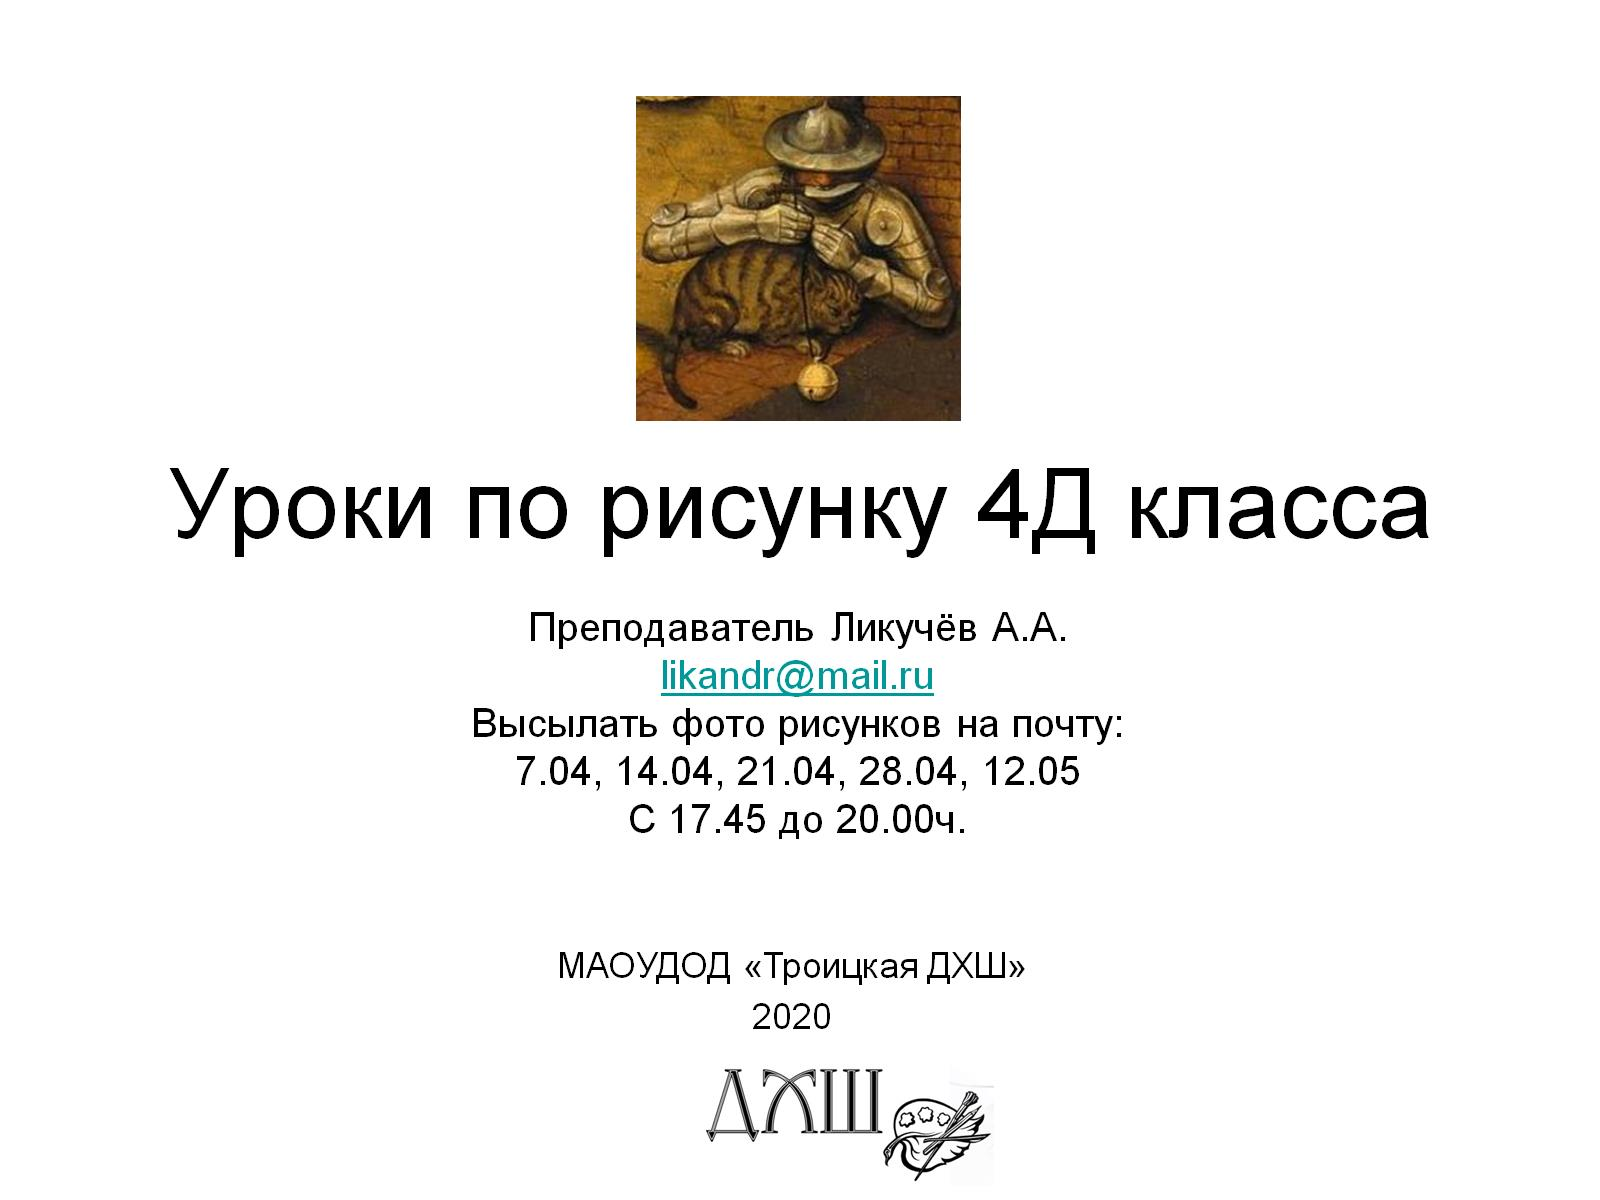 Уроки по рисунку 4Д класса
Преподаватель Ликучёв А.А.
likandr@mail.ru
Высылать фото рисунков на почту:
7.04, 14.04, 21.04, 28.04, 12.05
С 17.45 до 20.00ч.
МАОУДОД «Троицкая ДХШ»
2020
ДХШ